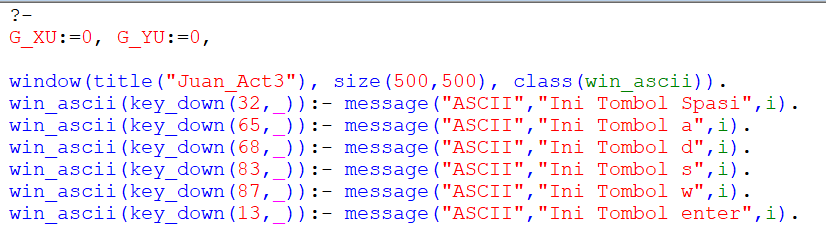 ?-
G_XU:=0, G_YU:=0,
window(title("Juan_Act3"), size(500,500), class(win_ascii)).
win_ascii(key_down(32,_)):- message("ASCII","Ini Tombol Spasi",i).
win_ascii(key_down(65,_)):- message("ASCII","Ini Tombol a",i).
win_ascii(key_down(68,_)):- message("ASCII","Ini Tombol d",i).
win_ascii(key_down(83,_)):- message("ASCII","Ini Tombol s",i).
win_ascii(key_down(87,_)):- message("ASCII","Ini Tombol w",i).
win_ascii(key_down(13,_)):- message("ASCII","Ini Tombol enter",i).